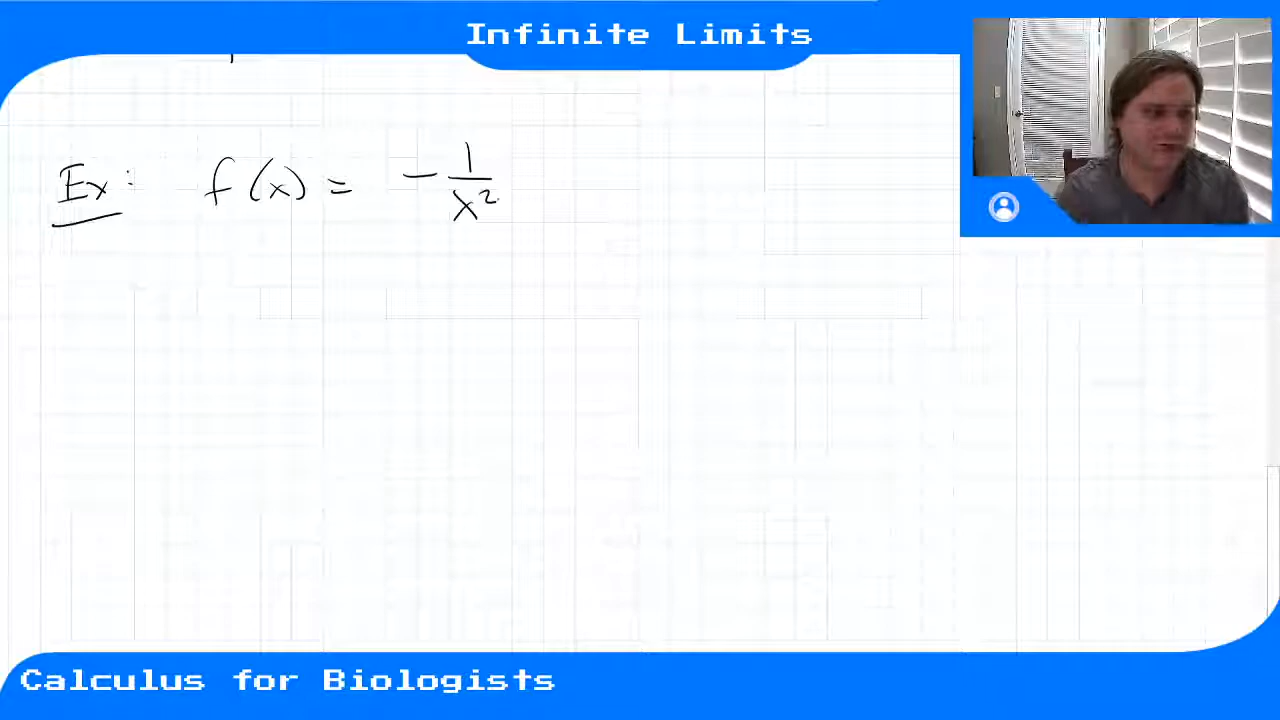 Infinite Limits
Ex: f(x) = - 1/x²
Calculus for Biologists